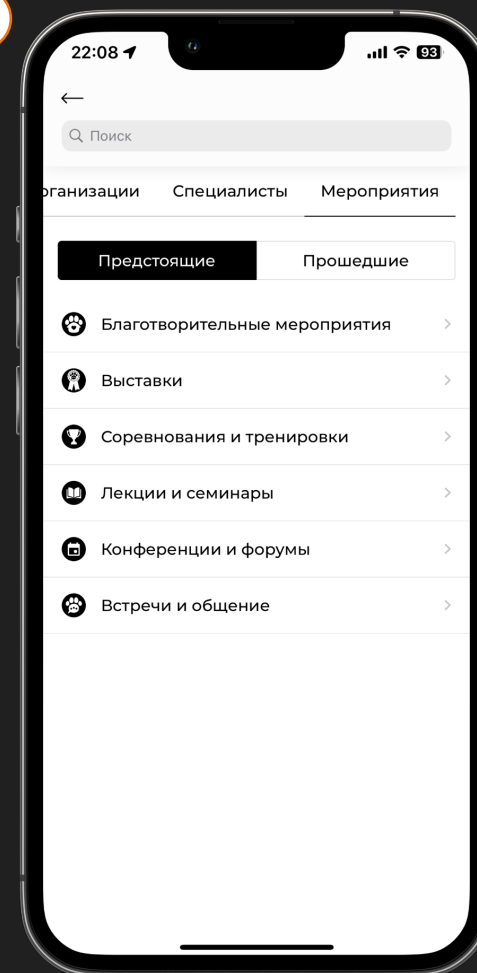 22:08
93
Поиск
рганизации Специалисты Мероприятия
Предстоящие Прошедшие
Благотворительные мероприятия
Выставки
Соревнования и тренировки
Лекции и семинары
Конференции и форумы
Встречи и общение